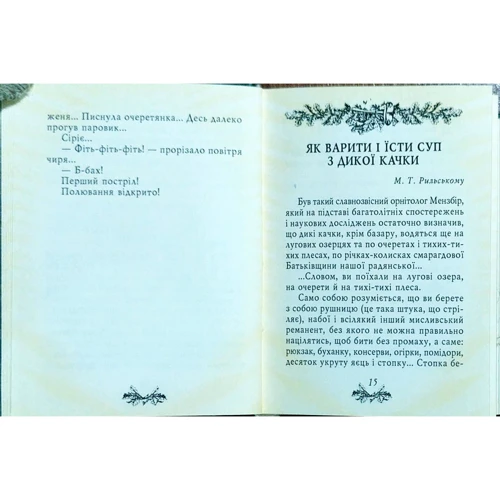 женя... Писнула очеретянка... Десь далеко
прогув паровик...
Сіріє...
— Фіть-фіть-фіть! — прорізало повітря
чиря...
— Б-бах!
Перший постріл!
Полювання відкрито!
ЯК ВАРИТИ І ЇСТИ СУП
З ДИКОЇ КАЧКИ
М. Т. Рильському
Був такий славнозвісний орнітолог Мензбір,
який на підставі багатолітніх спостережень
і наукових досліджень остаточно визначив,
що дикі качки, крім базару, водяться ще на
лугових озерцях та по очеретах і тихих-ти-
хих плесах, по річках-колисках смарагдової
Батьківщини нашої радянської...
...Словом, ви поїхали на лугові озера,
на очерети й на тихі-тихі плеса.
Само собою розуміється, що ви берете
з собою рушницю (це така штука, що стрі-
ляє), набої і всілякий інший мисливський
реманент, без якого не можна правильно
націлятись, щоб бити без промаху, а саме:
рюкзак, буханку, консерви, огірки, помідори,
десяток укруту яєць і стопку... Стопка бе-
15